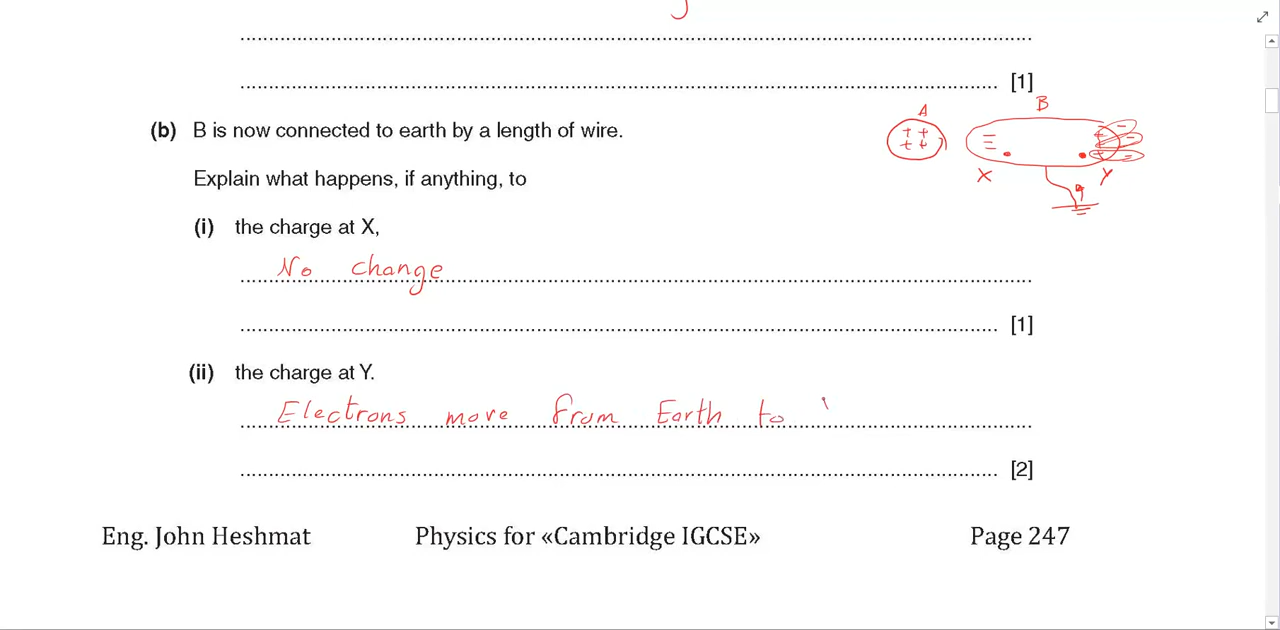 [1]
A B
(b) B is now connected to earth by a length of wire.
+ + + +
X Y
Explain what happens, if anything, to
(i) the charge at X,
No change
[1]
(ii) the charge at Y.
Electrons move from Earth to
[2]
Eng. John Heshmat Physics for «Cambridge IGCSE» Page 247